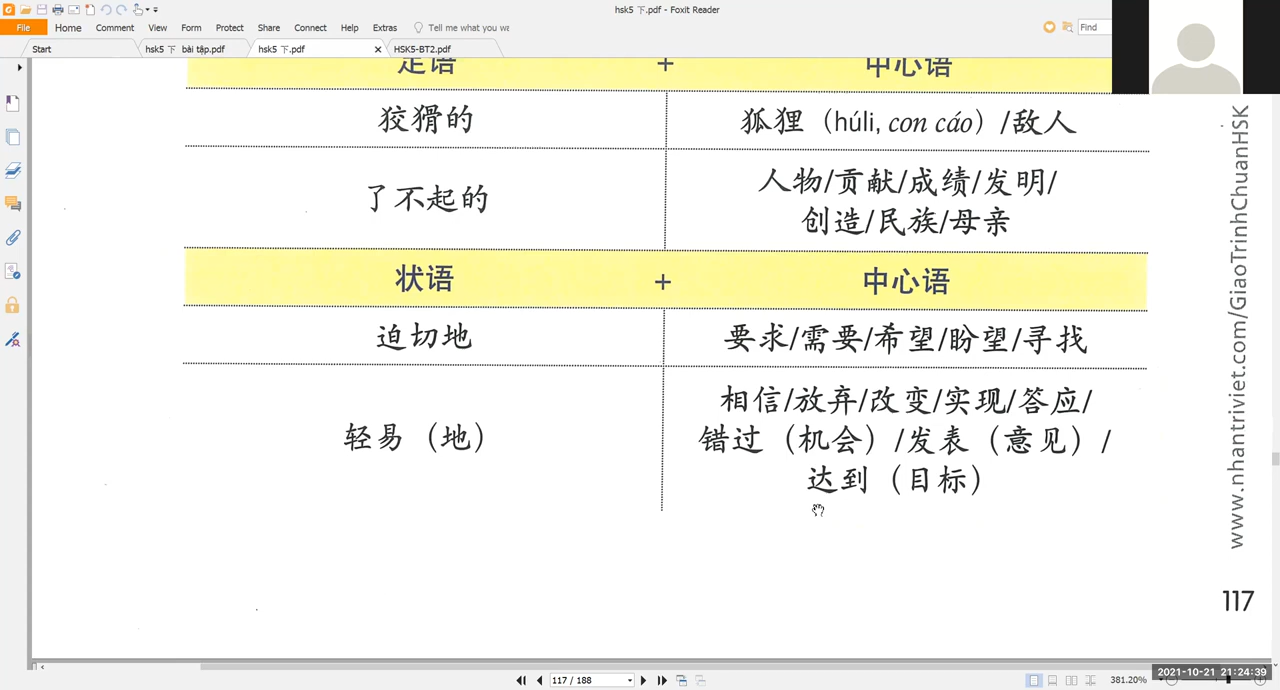 hsk5 下.pdf - Foxit Reader
File Home Comment View Form Protect Share Connect Help Extras Tell me what you wa
Find
Start hsk5 下 bài tập.pdf hsk5 下.pdf HSK5-BT2.pdf
定语 + 中心语
狡猾的 狐狸（húli, con cáo）/敌人
了不起的 人物/贡献/成绩/发明/
创造/民族/母亲
状语 + 中心语
迫切地 要求/需要/希望/盼望/寻找
轻易（地） 相信/放弃/改变/实现/答应/
错过（机会）/发表（意见）/
达到（目标）
www.nhantriviet.com/GiaoTrinhChuanHSK
117
117 / 188
381.20%
2021-10-21 21:24:39